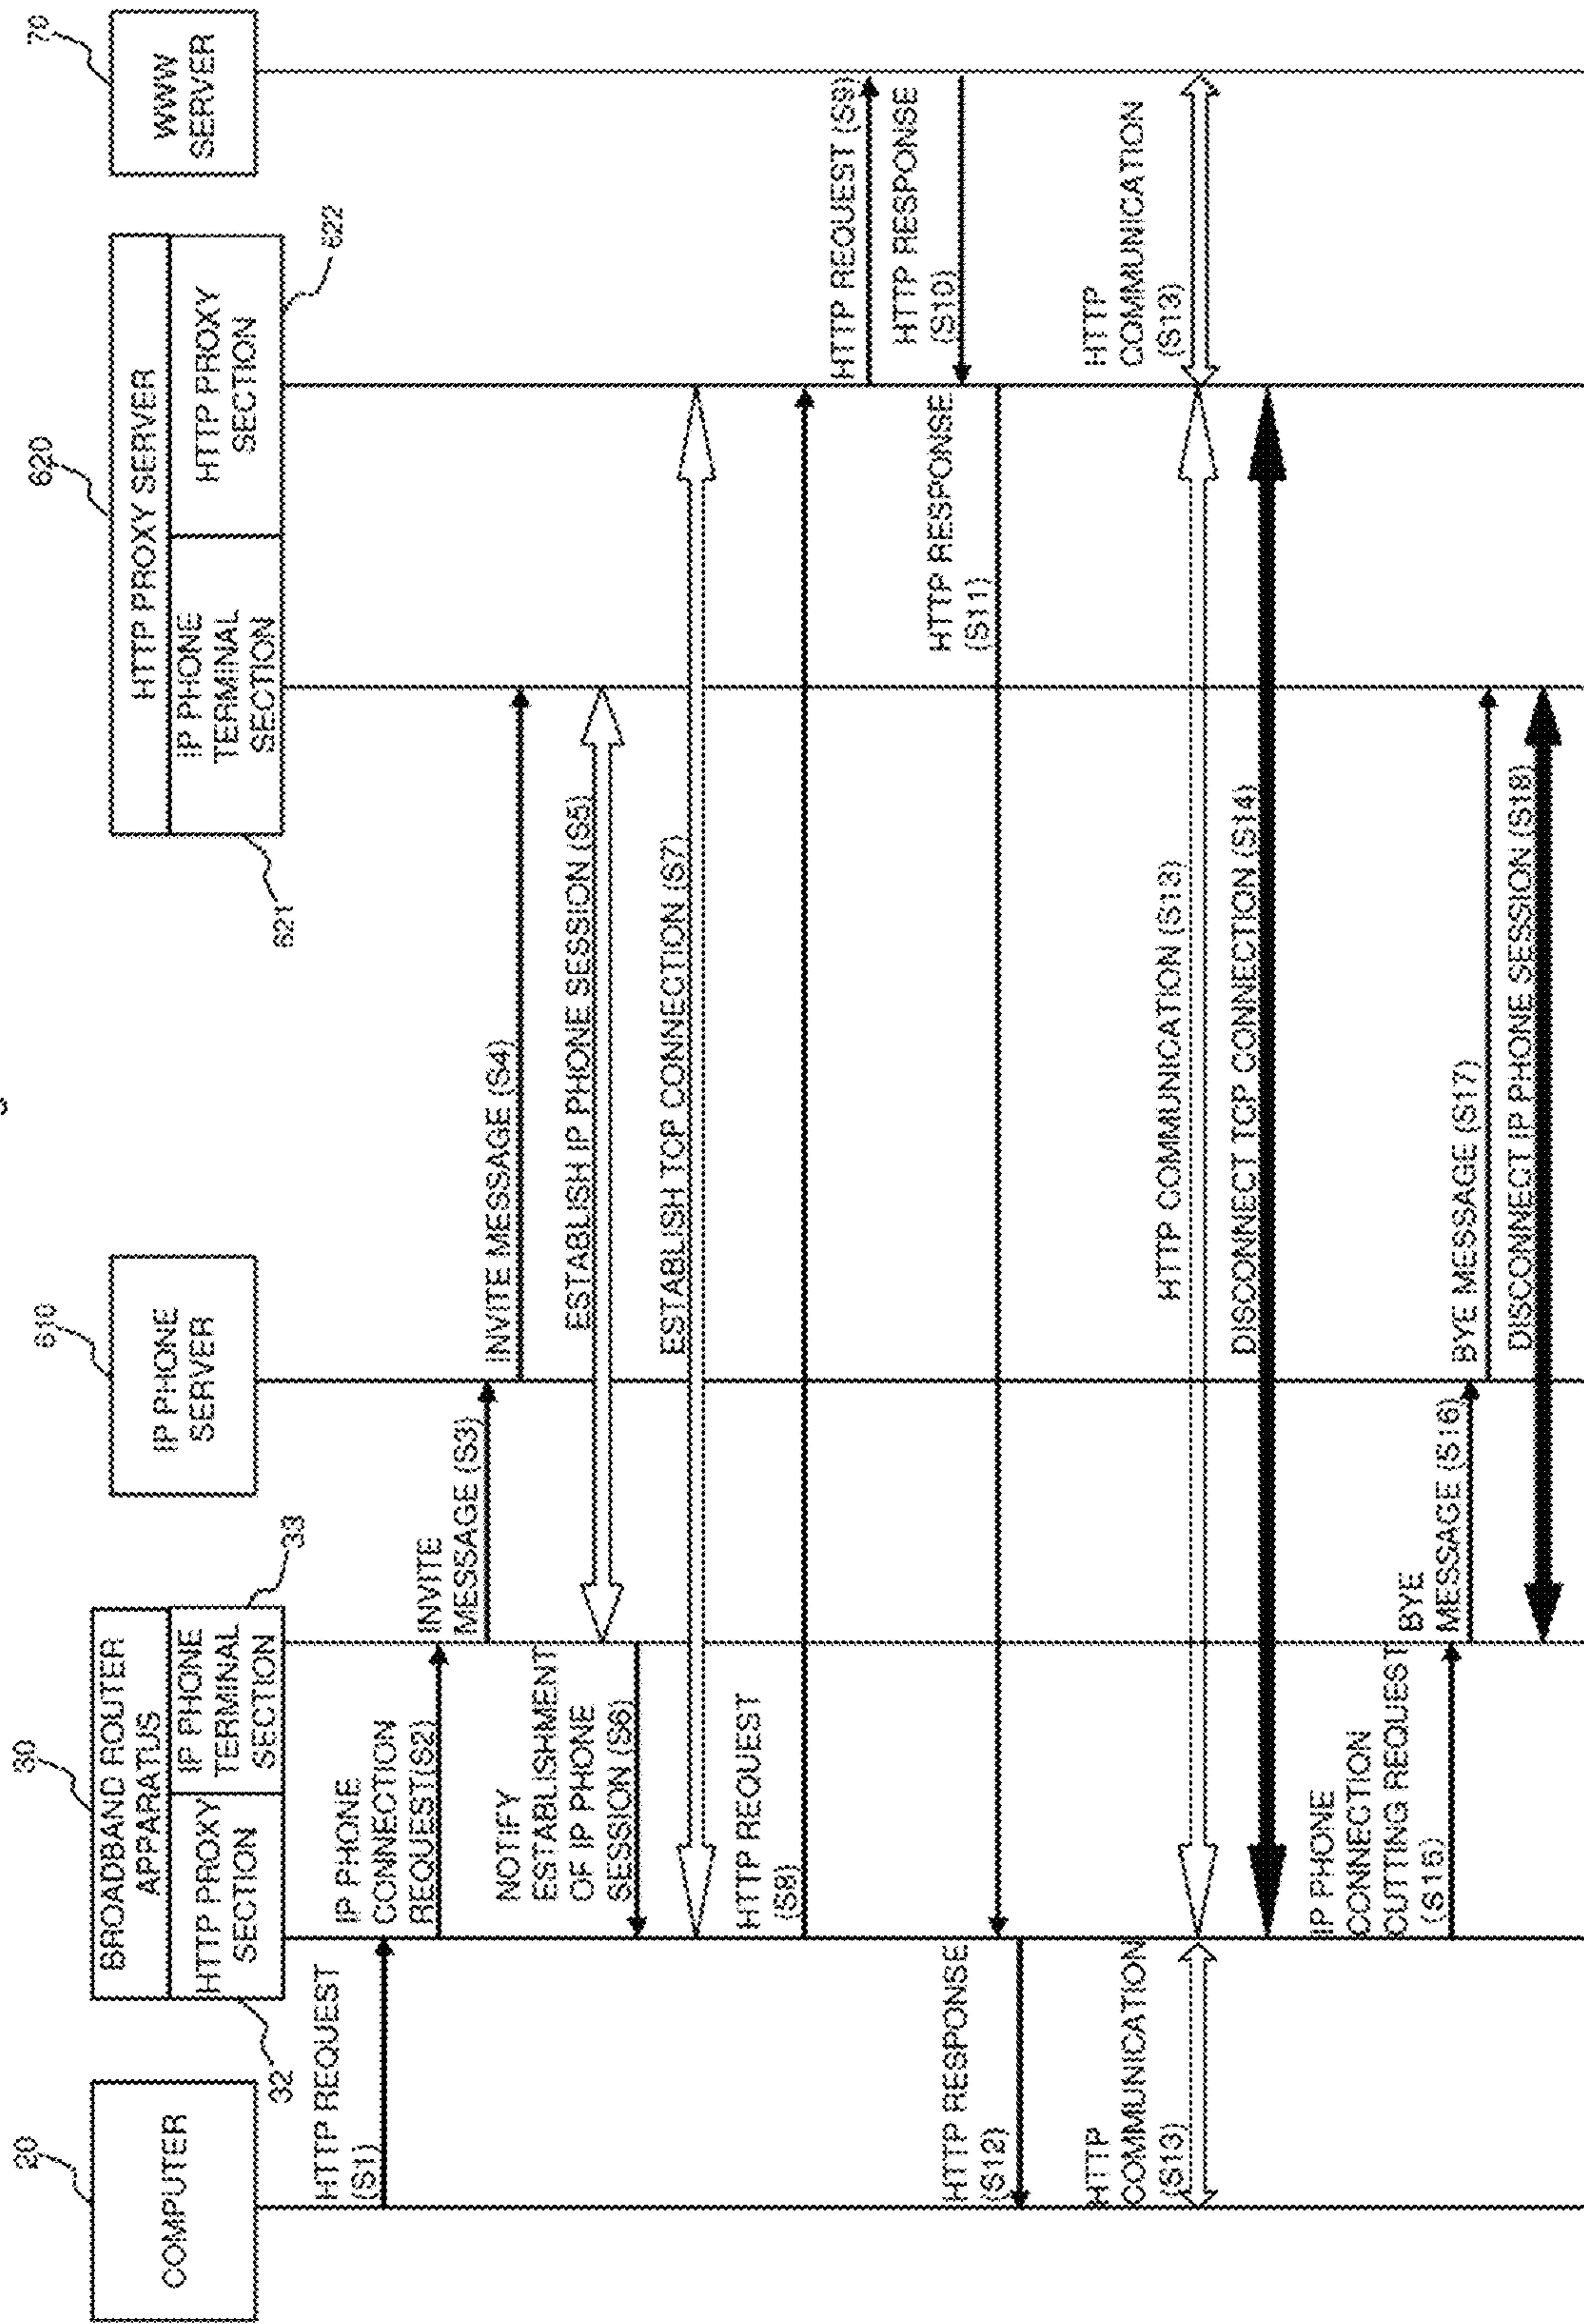 20
COMPUTER
30
BROADBAND ROUTER
APPARATUS
HTTP PROXY
SECTION
IP PHONE
TERMINAL
SECTION
32
33
610
IP PHONE
SERVER
620
HTTP PROXY SERVER
IP PHONE
TERMINAL
SECTION
HTTP PROXY
SECTION
621
622
70
WWW
SERVER
HTTP REQUEST
(S1)
IP PHONE
CONNECTION
REQUEST(S2)
INVITE
MESSAGE (S3)
INVITE MESSAGE (S4)
ESTABLISH IP PHONE SESSION (S5)
NOTIFY
ESTABLISHMENT
OF IP PHONE
SESSION (S6)
ESTABLISH TCP CONNECTION (S7)
HTTP REQUEST
(S8)
HTTP REQUEST (S9)
HTTP RESPONSE
(S10)
HTTP RESPONSE
(S11)
HTTP RESPONSE
(S12)
HTTP
COMMUNICATION
(S13)
HTTP COMMUNICATION (S13)
HTTP
COMMUNICATION
(S13)
DISCONNECT TCP CONNECTION (S14)
IP PHONE
CONNECTION
CUTTING REQUEST
(S15)
BYE
MESSAGE (S16)
BYE MESSAGE (S17)
DISCONNECT IP PHONE SESSION (S18)